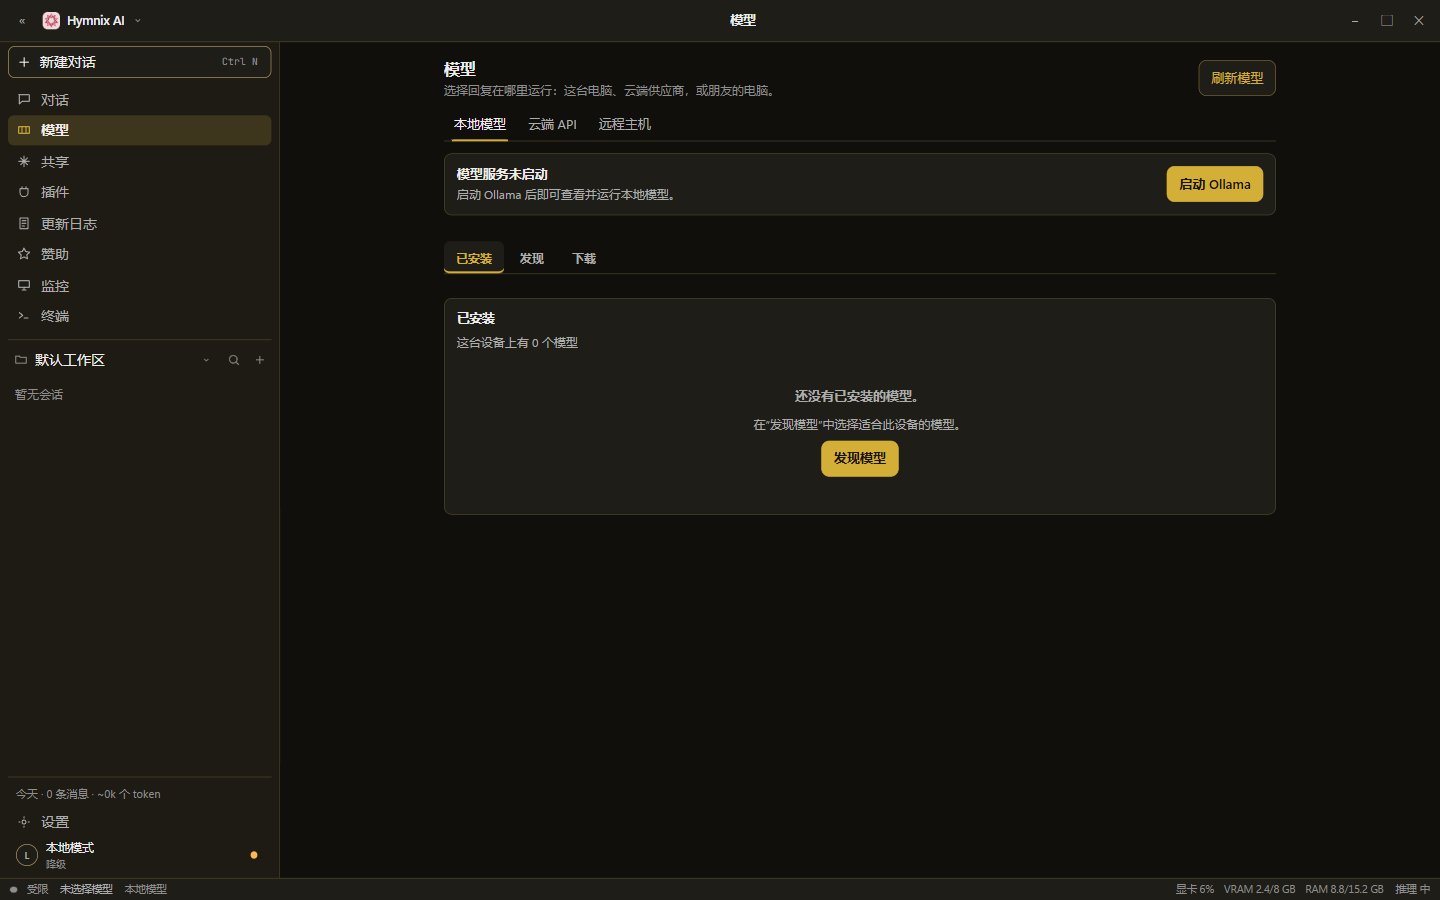 «
Hymnix AI
模型
新建对话 Ctrl N
对话
模型
共享
插件
更新日志
赞助
监控
终端
默认工作区
暂无会话
今天 · 0 条消息 · ~0k 个 token
设置
L
本地模式
降级
模型
选择回复在哪里运行：这台电脑、云端供应商，或朋友的电脑。
刷新模型
本地模型 云端 API 远程主机
模型服务未启动
启动 Ollama 后即可查看并运行本地模型。
启动 Ollama
已安装 发现 下载
已安装
这台设备上有 0 个模型
还没有已安装的模型。
在“发现模型”中选择适合此设备的模型。
发现模型
受限 未选择模型 本地模型
显卡 6% VRAM 2.4/8 GB RAM 8.8/15.2 GB 推理 中